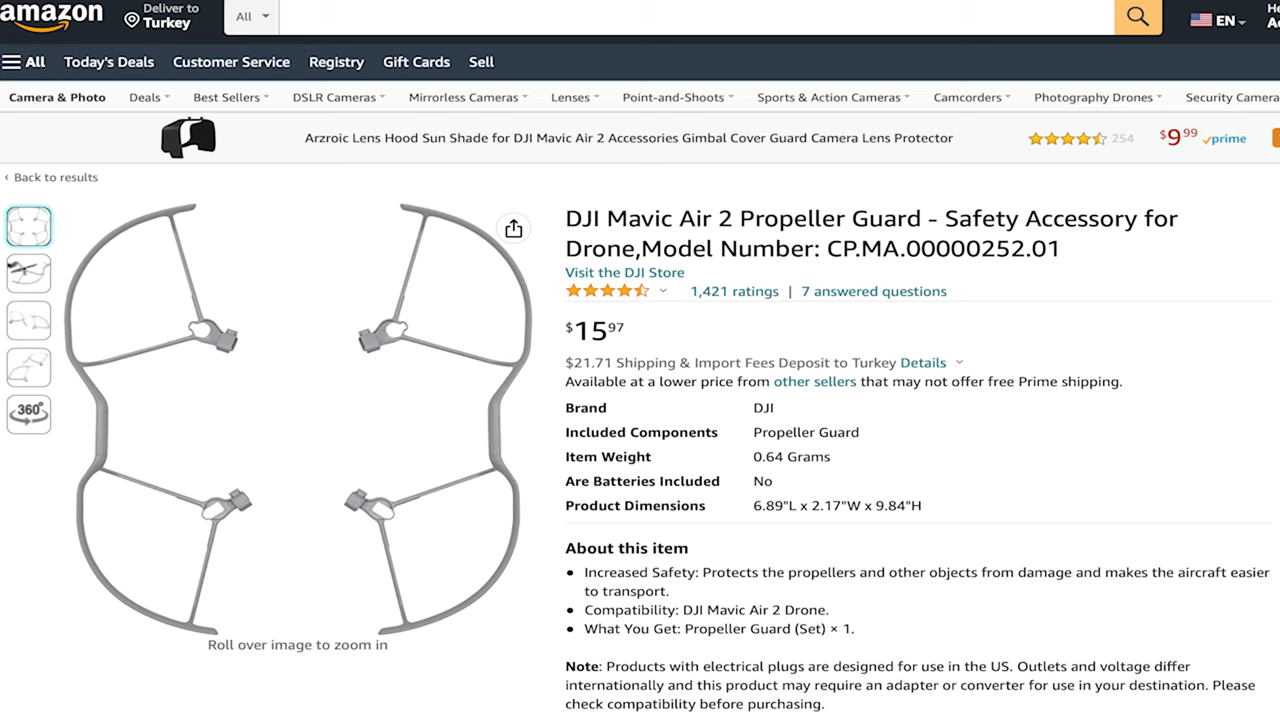 amazon
Deliver to
Turkey
All
EN
All
Today's Deals
Customer Service
Registry
Gift Cards
Sell
Camera & Photo
Deals
Best Sellers
DSLR Cameras
Mirrorless Cameras
Lenses
Point-and-Shoots
Sports & Action Cameras
Camcorders
Photography Drones
Security Camera
Arzroic Lens Hood Sun Shade for DJI Mavic Air 2 Accessories Gimbal Cover Guard Camera Lens Protector
254
$9 99
prime
‹ Back to results
360°
DJI Mavic Air 2 Propeller Guard - Safety Accessory for
Drone,Model Number: CP.MA.00000252.01
Visit the DJI Store
1,421 ratings | 7 answered questions
$15 97
$21.71 Shipping & Import Fees Deposit to Turkey Details
Available at a lower price from other sellers that may not offer free Prime shipping.
Brand DJI
Included Components Propeller Guard
Item Weight 0.64 Grams
Are Batteries Included No
Product Dimensions 6.89"L x 2.17"W x 9.84"H
About this item
• Increased Safety: Protects the propellers and other objects from damage and makes the aircraft easier
to transport.
• Compatibility: DJI Mavic Air 2 Drone.
• What You Get: Propeller Guard (Set) × 1.
Roll over image to zoom in
Note: Products with electrical plugs are designed for use in the US. Outlets and voltage differ
internationally and this product may require an adapter or converter for use in your destination. Please
check compatibility before purchasing.